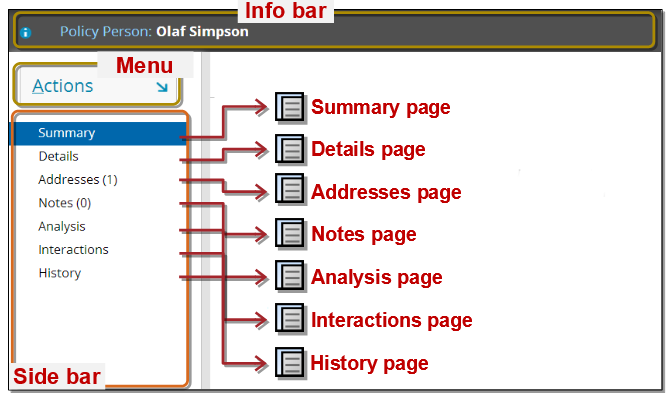 Info bar
Policy Person: Olaf Simpson
Menu
Actions
Summary
Details
Addresses (1)
Notes (0)
Analysis
Interactions
History
Side bar
Summary page
Details page
Addresses page
Notes page
Analysis page
Interactions page
History page